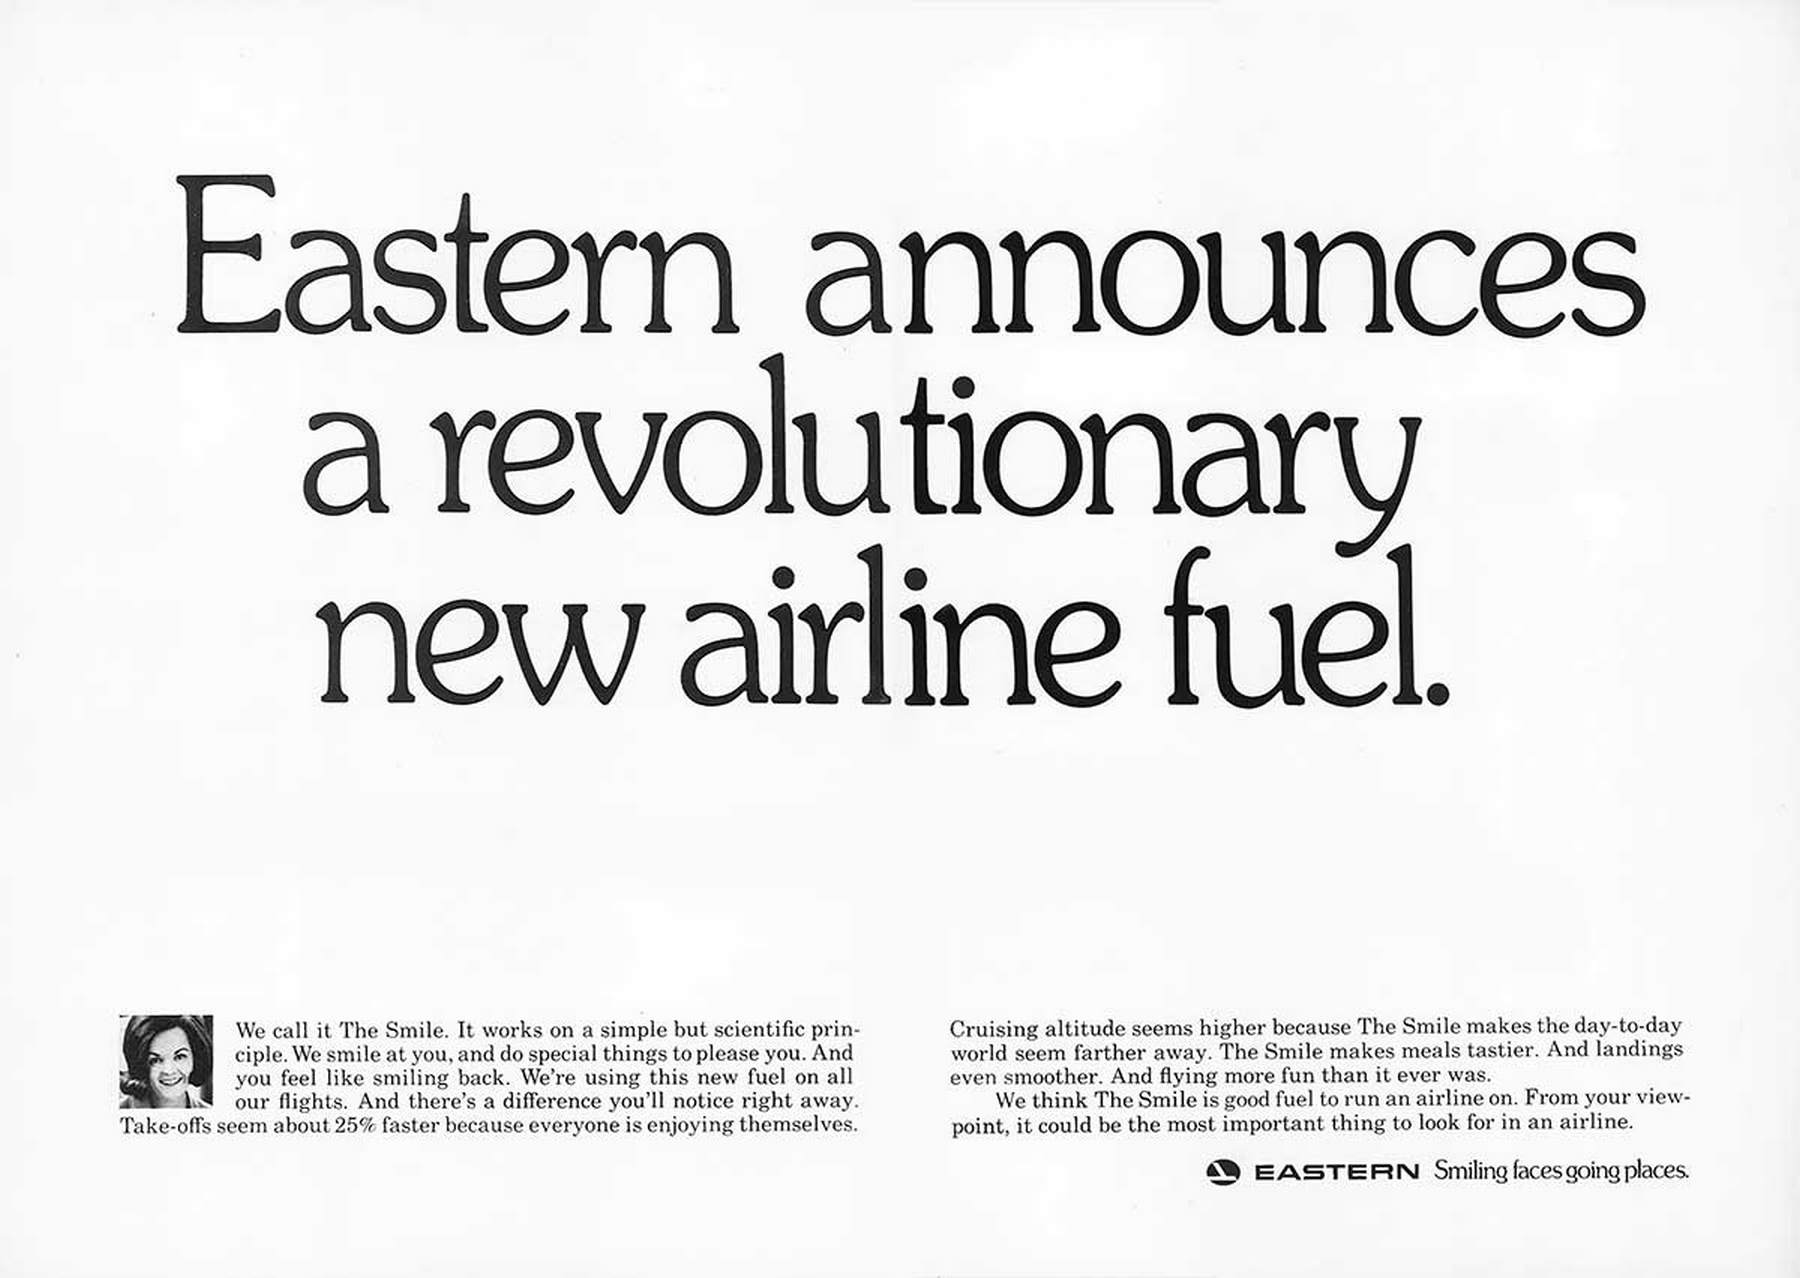 Eastern announces
a revolutionary
new airline fuel.
We call it The Smile. It works on a simple but scientific prin-
ciple. We smile at you, and do special things to please you. And
you feel like smiling back. We're using this new fuel on all
our flights. And there's a difference you'll notice right away.
Take-offs seem about 25% faster because everyone is enjoying themselves.
Cruising altitude seems higher because The Smile makes the day-to-day
world seem farther away. The Smile makes meals tastier. And landings
even smoother. And flying more fun than it ever was.
We think The Smile is good fuel to run an airline on. From your view-
point, it could be the most important thing to look for in an airline.
EASTERN Smiling faces going places.